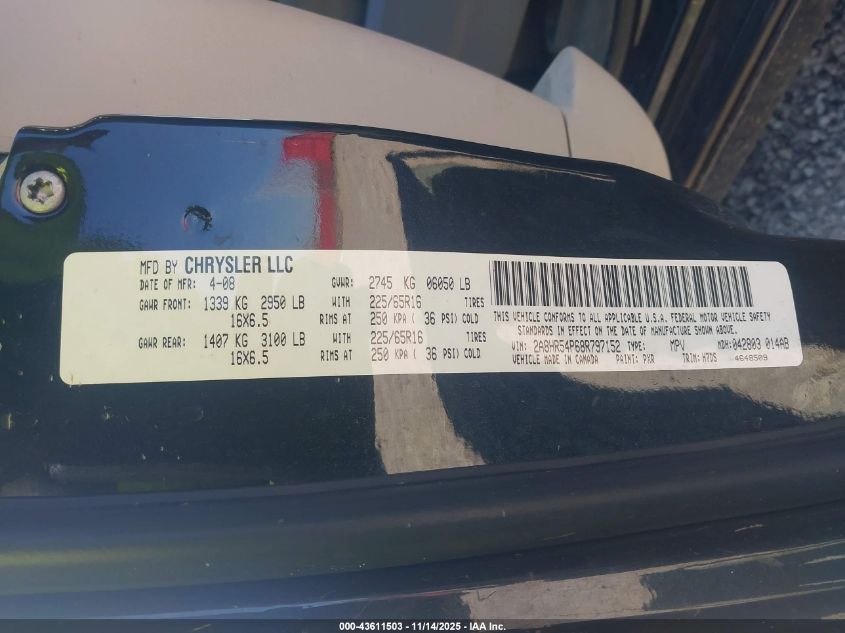 MFD BY CHRYSLER LLC
DATE OF MFR: 4-08 GVWR: 2745 KG 06050 LB
GAWR FRONT: 1339 KG 2950 LB WITH 225/65R16 TIRES
16X6.5 RIMS AT 250 KPA ( 36 PSI) COLD
GAWR REAR: 1407 KG 3100 LB WITH 225/65R16 TIRES
16X6.5 RIMS AT 250 KPA ( 36 PSI) COLD
THIS VEHICLE CONFORMS TO ALL APPLICABLE U.S.A. FEDERAL MOTOR VEHICLE SAFETY
STANDARDS IN EFFECT ON THE DATE OF MANUFACTURE SHOWN ABOVE.
VIN: 2A8HR54P68R797152 TYPE: MPV MDH: 042803 014AB
VEHICLE MADE IN CANADA PAINT: PXR TRIM: H7DS 4648509
000-43611503 - 11/14/2025 - IAA Inc.